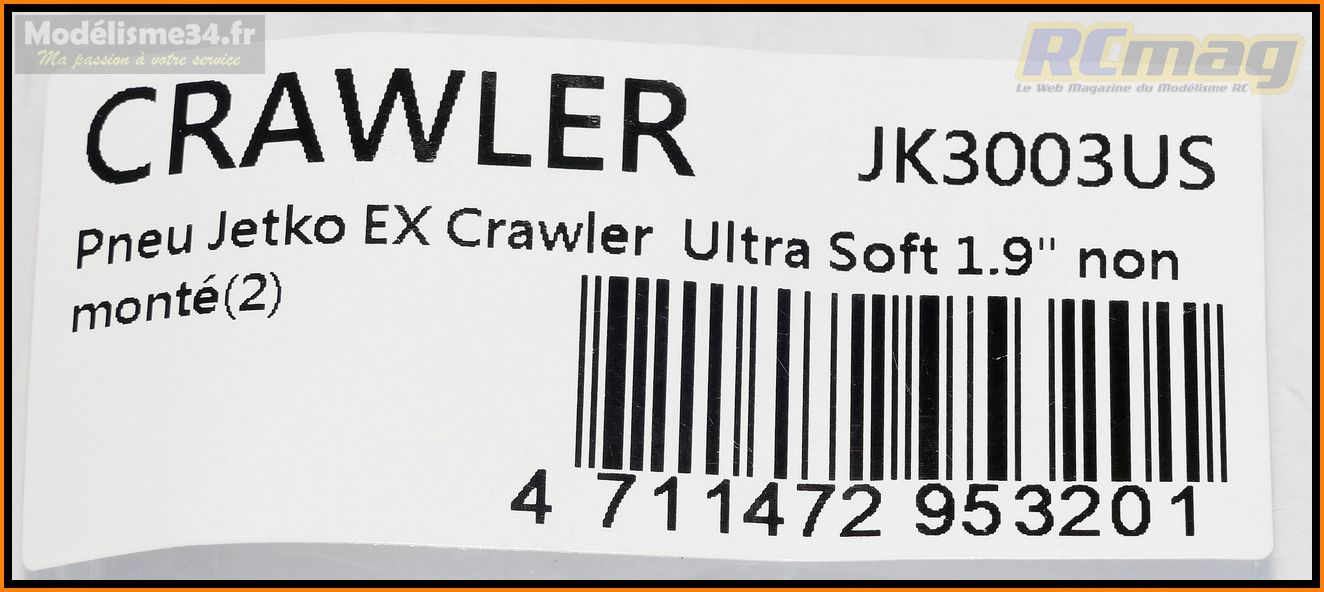 Modélisme34.fr
Ma passion à votre service
RCmag
Le Web Magazine du Modélisme RC
CRAWLER
JK3003US
Pneu Jetko EX Crawler Ultra Soft 1.9" non
monté(2)
4 711472 953201